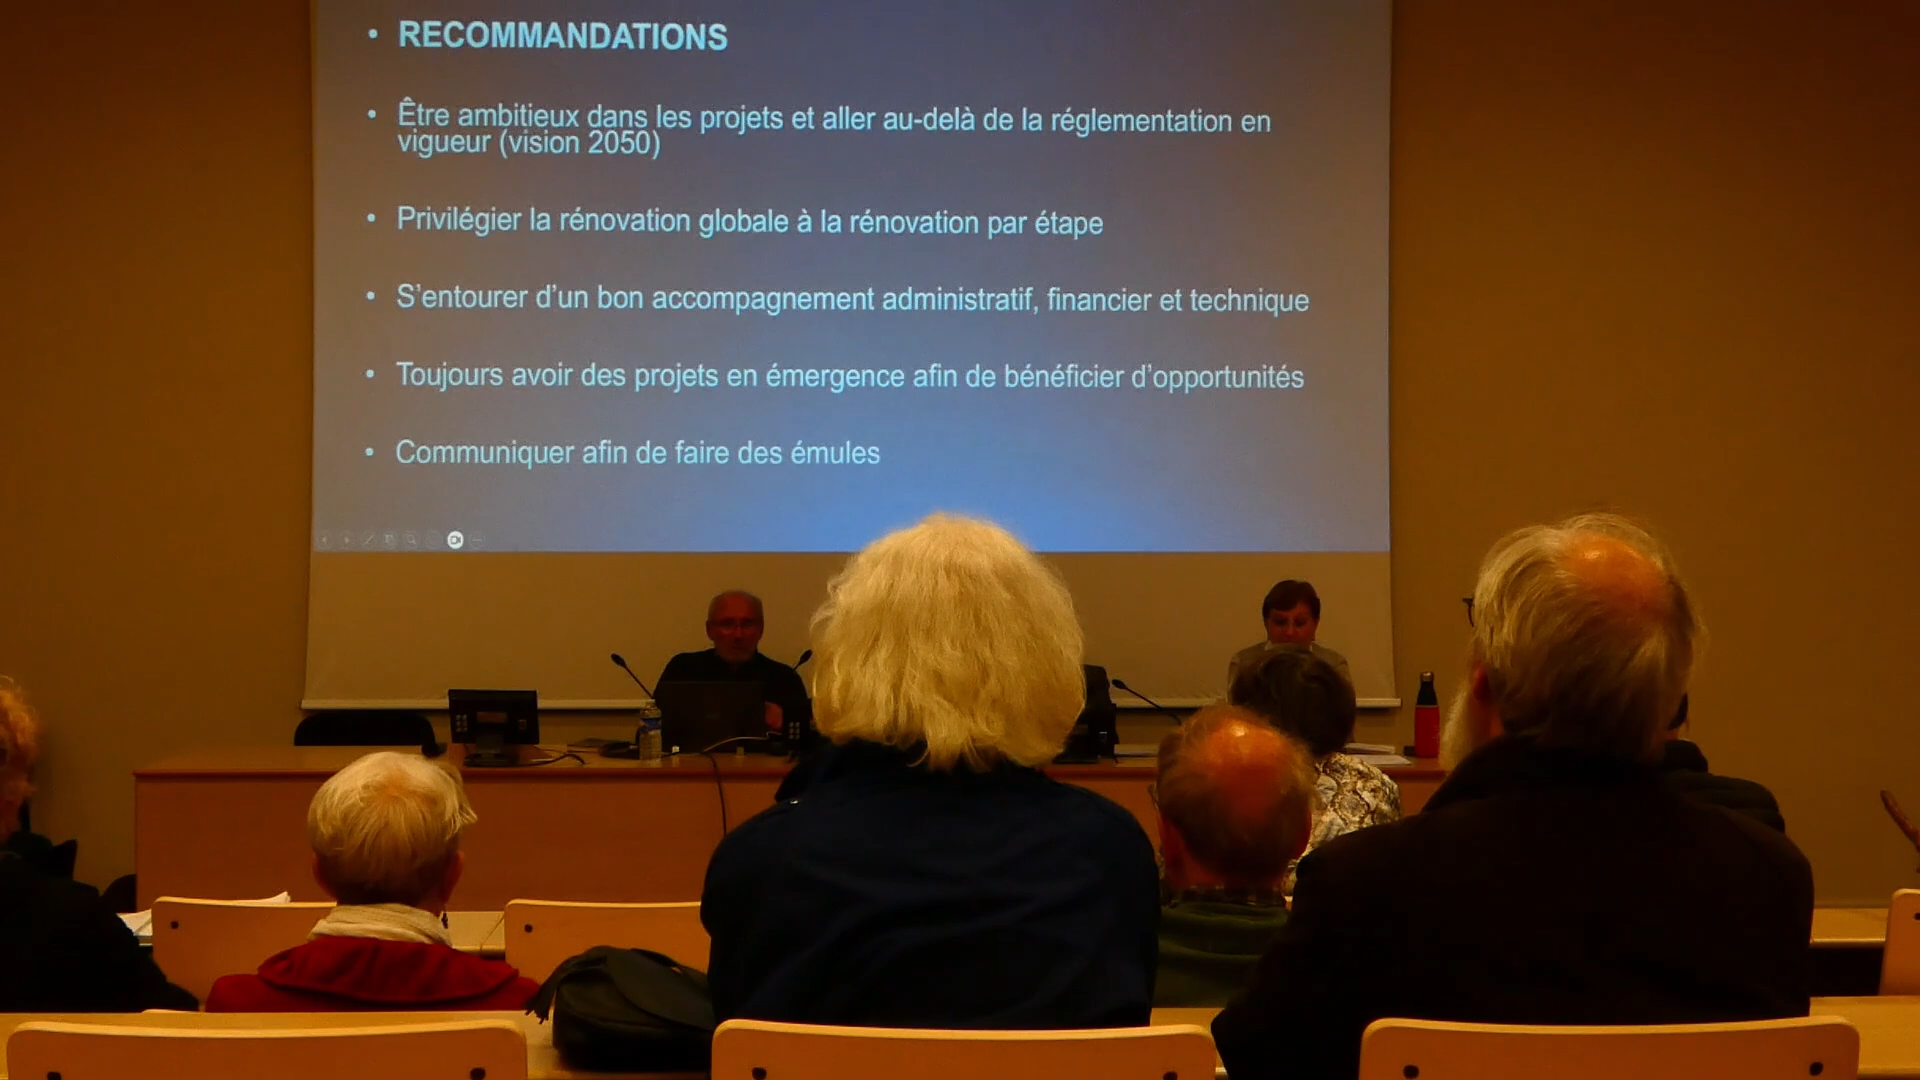 • RECOMMANDATIONS
• Être ambitieux dans les projets et aller au-delà de la réglementation en
vigueur (vision 2050)
• Privilégier la rénovation globale à la rénovation par étape
• S'entourer d'un bon accompagnement administratif, financier et technique
• Toujours avoir des projets en émergence afin de bénéficier d'opportunités
• Communiquer afin de faire des émules